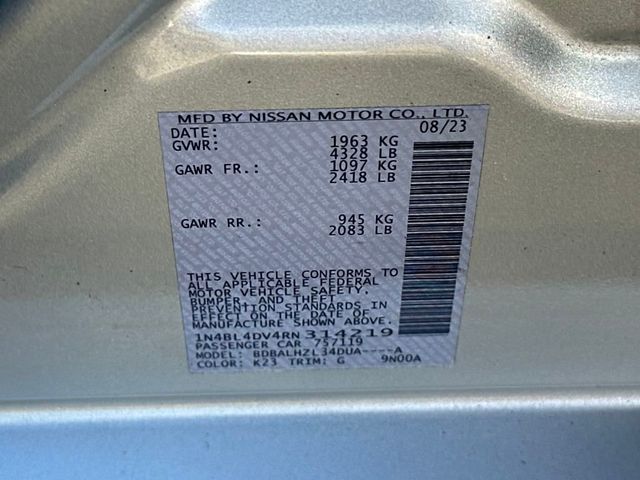 MFD BY NISSAN MOTOR CO., LTD.
DATE: 08/23
GVWR: 1963 KG
4328 LB
GAWR FR.: 1097 KG
2418 LB
GAWR RR.: 945 KG
2083 LB
THIS VEHICLE CONFORMS TO
ALL APPLICABLE FEDERAL
MOTOR VEHICLE SAFETY,
BUMPER, AND THEFT
PREVENTION STANDARDS IN
EFFECT ON THE DATE OF
MANUFACTURE SHOWN ABOVE
1N4BL4DV4RN314219
PASSENGER CAR 757119
MODEL: BDBALHZL34DUA----A
COLOR: K23 TRIM: G 9N00A